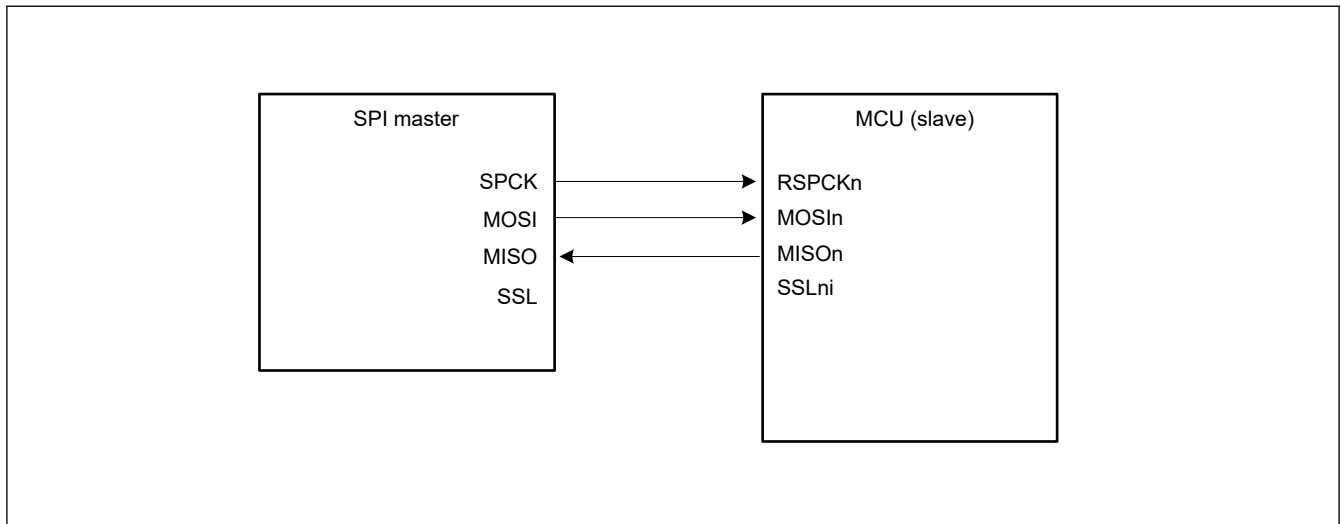 SPI master
MCU (slave)
SPCK
RSPCKn
MOSI
MOSIn
MISO
MISOn
SSL
SSLni